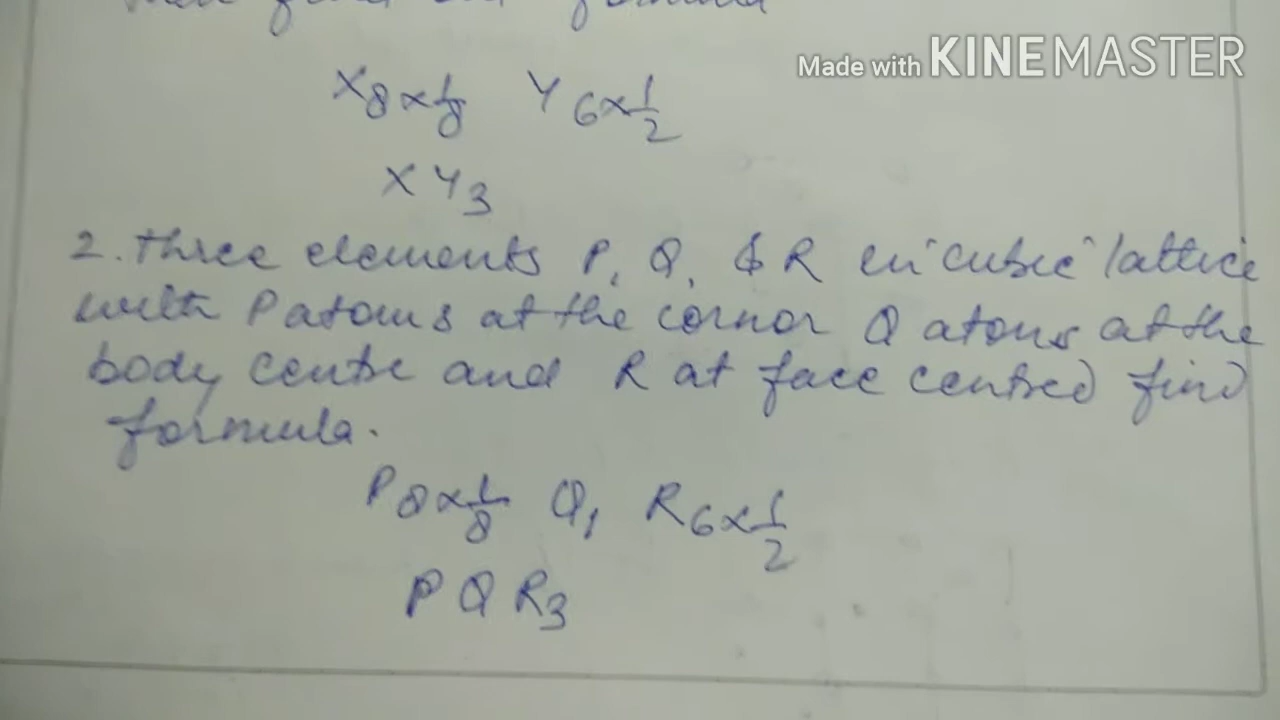 find
Made with KINEMASTER
X8×1/8 Y6×1/2
XY3
2. Three elements P, Q, & R in "cubic" lattice
with P atoms at the cornor Q atoms at the
body centre and R at face centred find
formula.
P8×1/8 Q1 R6×1/2
PQR3